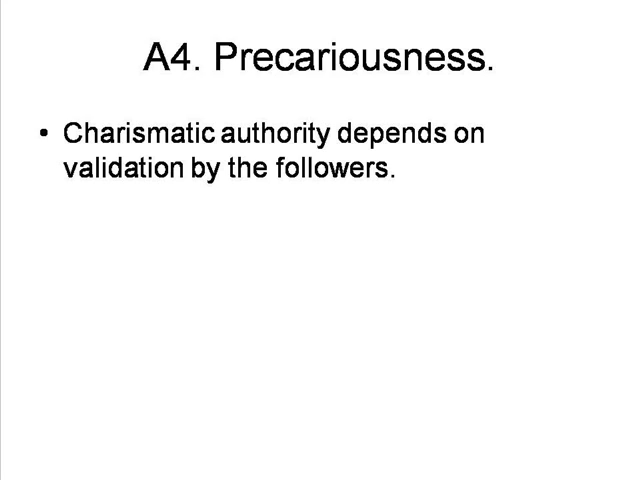 A4. Precariousness.
• Charismatic authority depends on
validation by the followers.